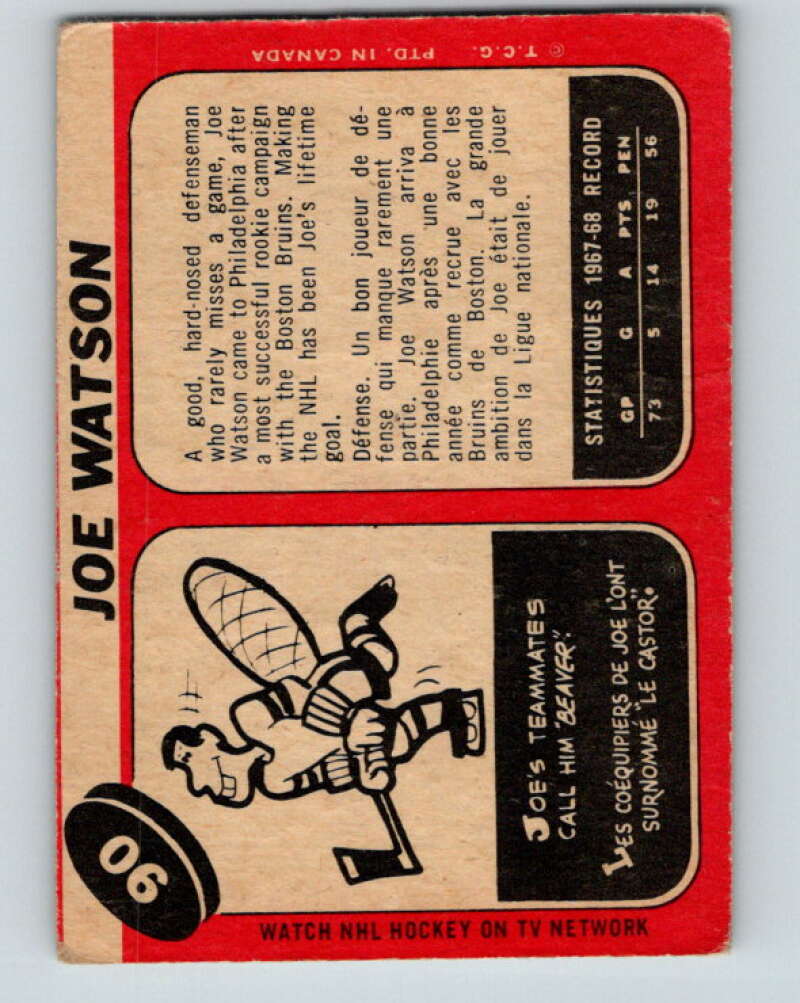 JOE WATSON
90
WATCH NHL HOCKEY ON TV NETWORK
JOE'S TEAMMATES
CALL HIM "BEAVER".
LES COÉQUIPIERS DE JOE L'ONT
SURNOMMÉ "LE CASTOR".
A good, hard-nosed defenseman
who rarely misses a game, Joe
Watson came to Philadelphia after
a most successful rookie campaign
with the Boston Bruins. Making
the NHL has been Joe's lifetime
goal.
Défense. Un bon joueur de dé-
fense qui manque rarement une
partie. Joe Watson arriva à
Philadelphie après une bonne
année comme recrue avec les
Bruins de Boston. La grande
ambition de Joe était de jouer
dans la Ligue nationale.
STATISTIQUES 1967-68 RECORD
GP G A PTS PEN
73 5 14 19 56
© T.C.G. PTD. IN CANADA